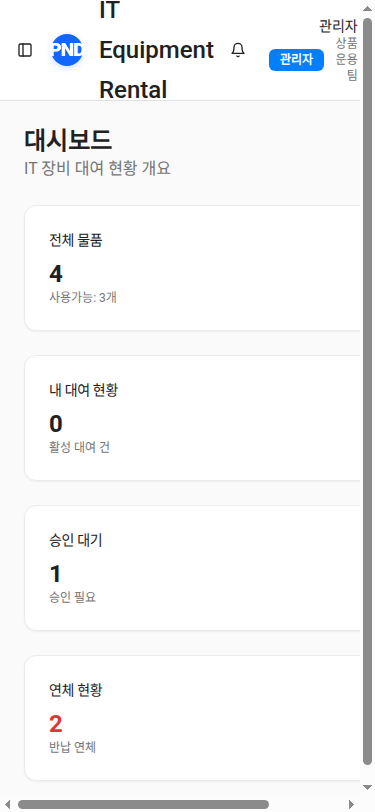 PND
IT
Equipment
Rental
관리자
관리자
상품
운용
팀
대시보드
IT 장비 대여 현황 개요
전체 물품
4
사용가능: 3개
내 대여 현황
0
활성 대여 건
승인 대기
1
승인 필요
연체 현황
2
반납 연체